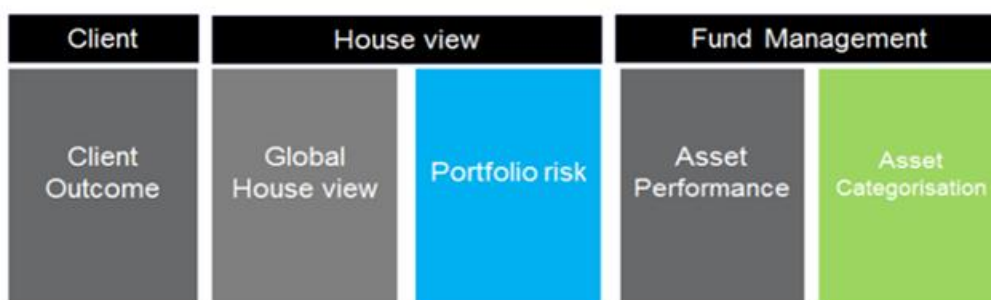 Client
House view
Fund Management
Client
Outcome
Global
House view
Portfolio risk
Asset
Performance
Asset
Categorisation